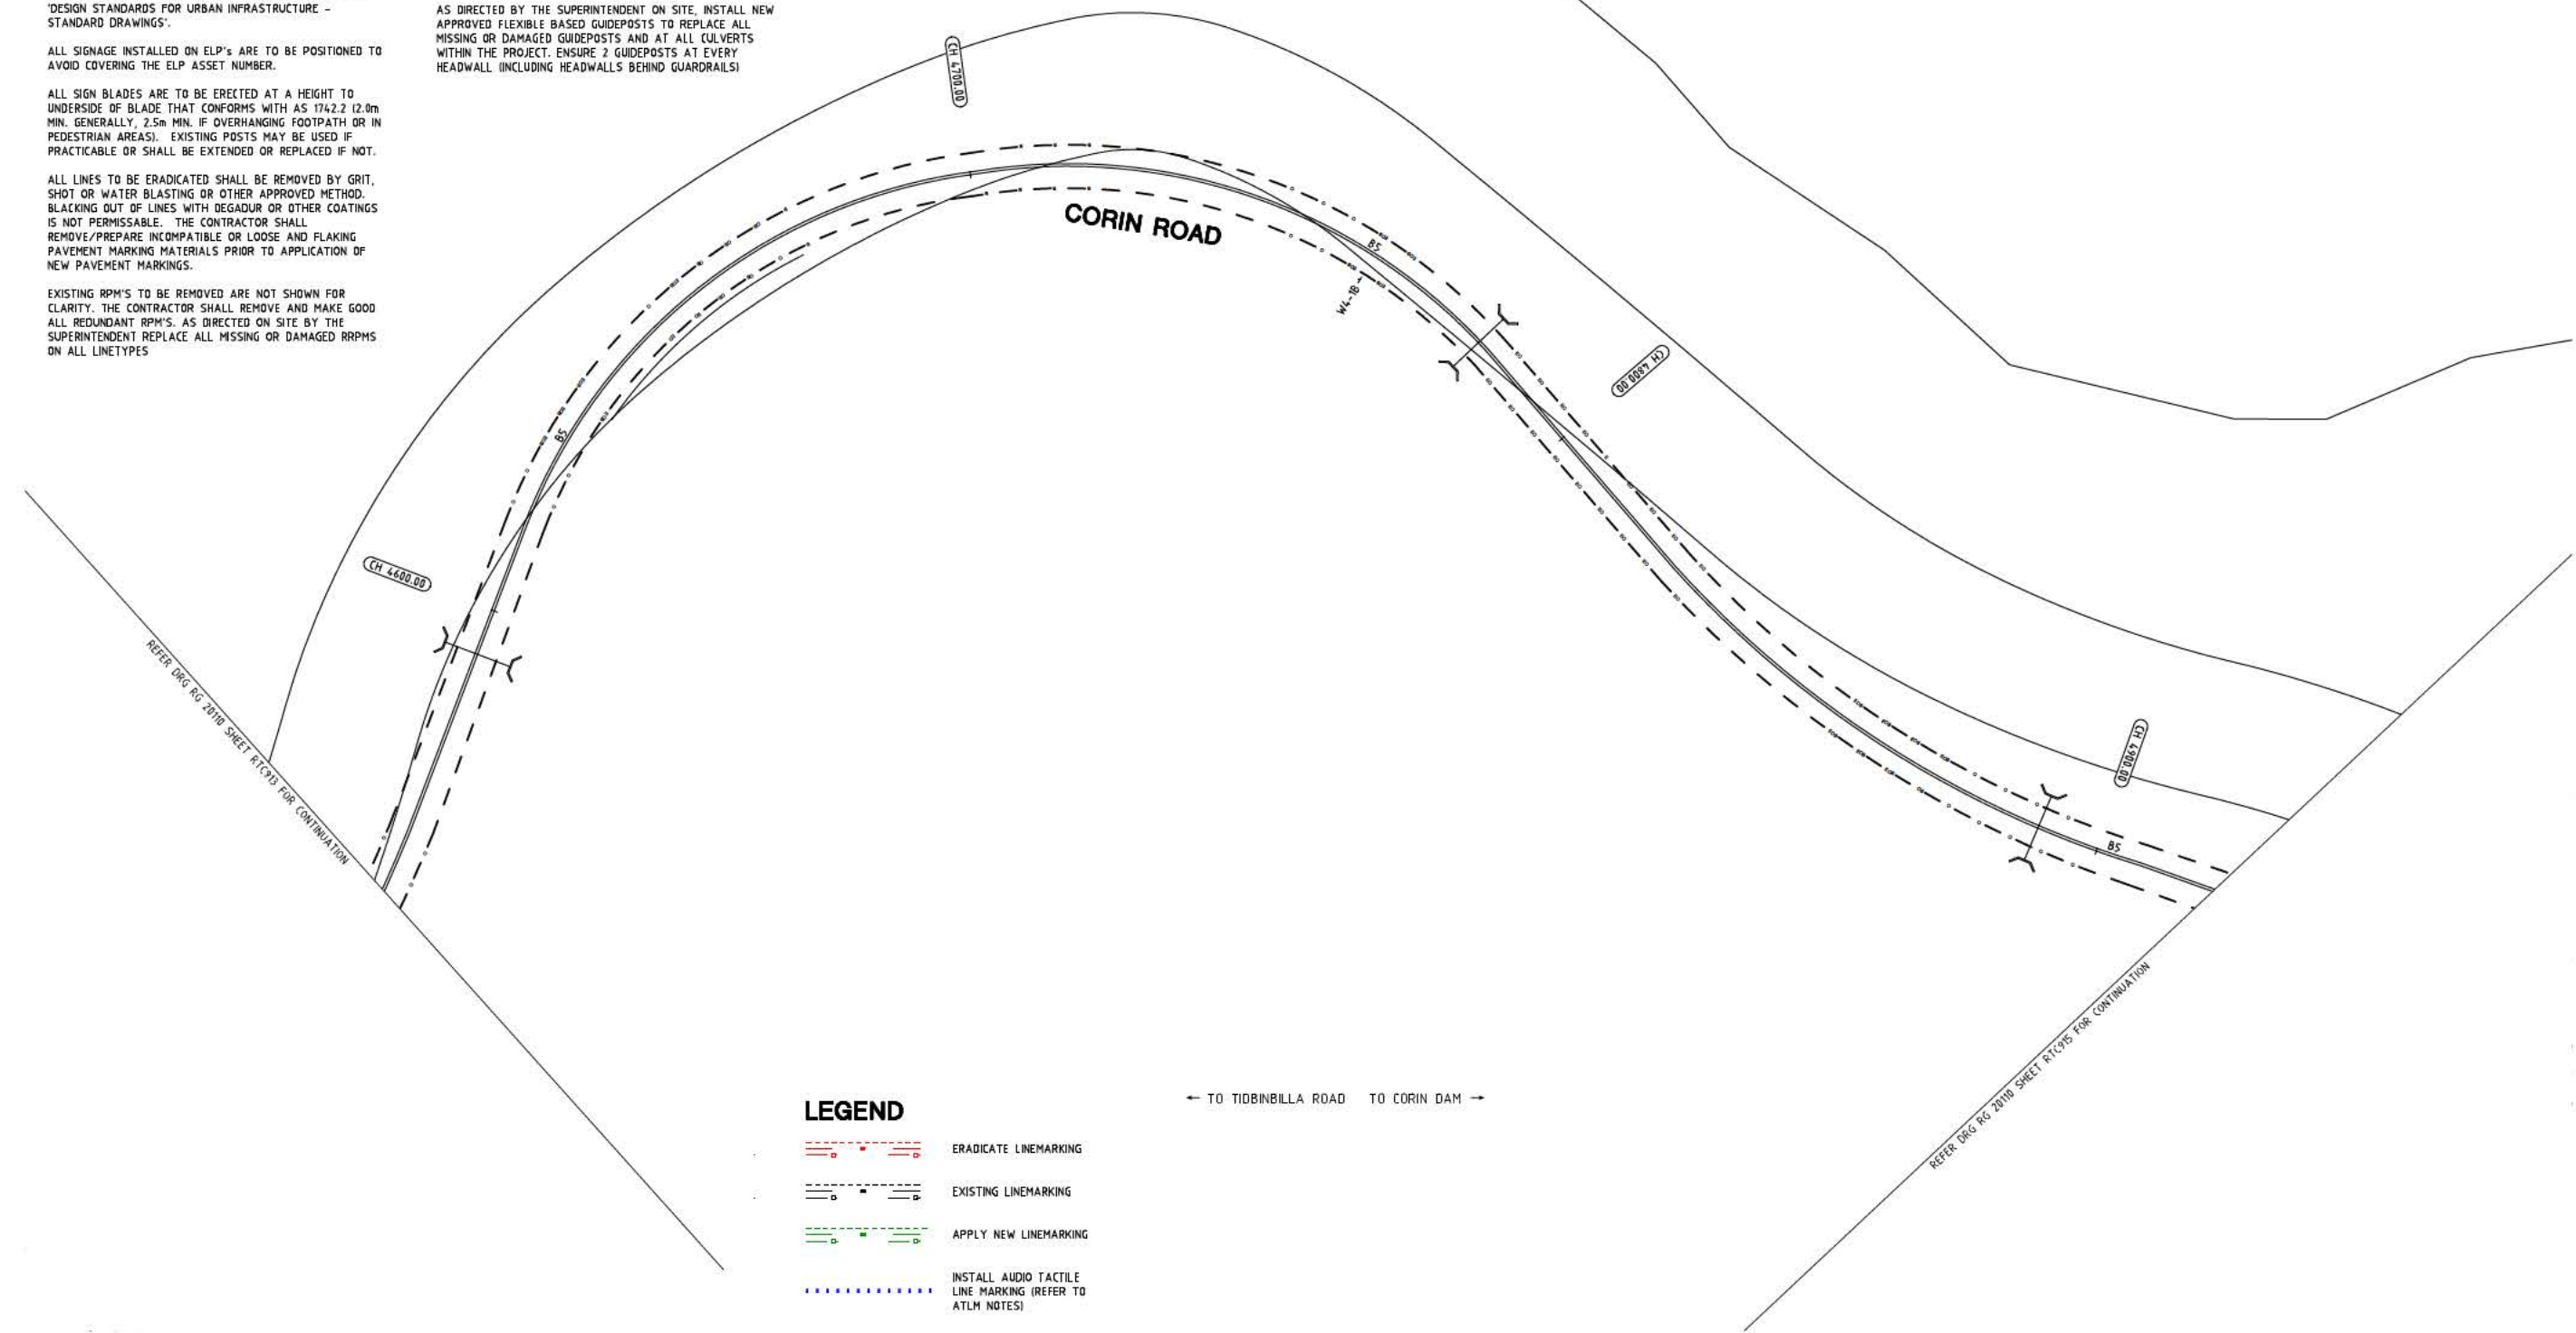 'DESIGN STANDARDS FOR URBAN INFRASTRUCTURE –
STANDARD DRAWINGS'.
ALL SIGNAGE INSTALLED ON ELP's ARE TO BE POSITIONED TO
AVOID COVERING THE ELP ASSET NUMBER.
ALL SIGN BLADES ARE TO BE ERECTED AT A HEIGHT TO
UNDERSIDE OF BLADE THAT CONFORMS WITH AS 1742.2 (2.0m
MIN. GENERALLY, 2.5m MIN. IF OVERHANGING FOOTPATH OR IN
PEDESTRIAN AREAS). EXISTING POSTS MAY BE USED IF
PRACTICABLE OR SHALL BE EXTENDED OR REPLACED IF NOT.
ALL LINES TO BE ERADICATED SHALL BE REMOVED BY GRIT,
SHOT OR WATER BLASTING OR OTHER APPROVED METHOD.
BLACKING OUT OF LINES WITH DEGADUR OR OTHER COATINGS
IS NOT PERMISSABLE. THE CONTRACTOR SHALL
REMOVE/PREPARE INCOMPATIBLE OR LOOSE AND FLAKING
PAVEMENT MARKING MATERIALS PRIOR TO APPLICATION OF
NEW PAVEMENT MARKINGS.
EXISTING RPM'S TO BE REMOVED ARE NOT SHOWN FOR
CLARITY. THE CONTRACTOR SHALL REMOVE AND MAKE GOOD
ALL REDUNDANT RPM'S. AS DIRECTED ON SITE BY THE
SUPERINTENDENT REPLACE ALL MISSING OR DAMAGED RRPMS
ON ALL LINETYPES
AS DIRECTED BY THE SUPERINTENDENT ON SITE, INSTALL NEW
APPROVED FLEXIBLE BASED GUIDEPOSTS TO REPLACE ALL
MISSING OR DAMAGED GUIDEPOSTS AND AT ALL CULVERTS
WITHIN THE PROJECT. ENSURE 2 GUIDEPOSTS AT EVERY
HEADWALL (INCLUDING HEADWALLS BEHIND GUARDRAILS)
CH 4700.00
CORIN ROAD
B5
W4-1B
CH 4800.00
B5
CH 4600.00
REFER DRG RG 20110 SHEET RTC913 FOR CONTINUATION
CH 4900.00
B5
REFER DRG RG 20110 SHEET RTC915 FOR CONTINUATION
← TO TIDBINBILLA ROAD TO CORIN DAM →
LEGEND
ERADICATE LINEMARKING
EXISTING LINEMARKING
APPLY NEW LINEMARKING
INSTALL AUDIO TACTILE
LINE MARKING (REFER TO
ATLM NOTES)